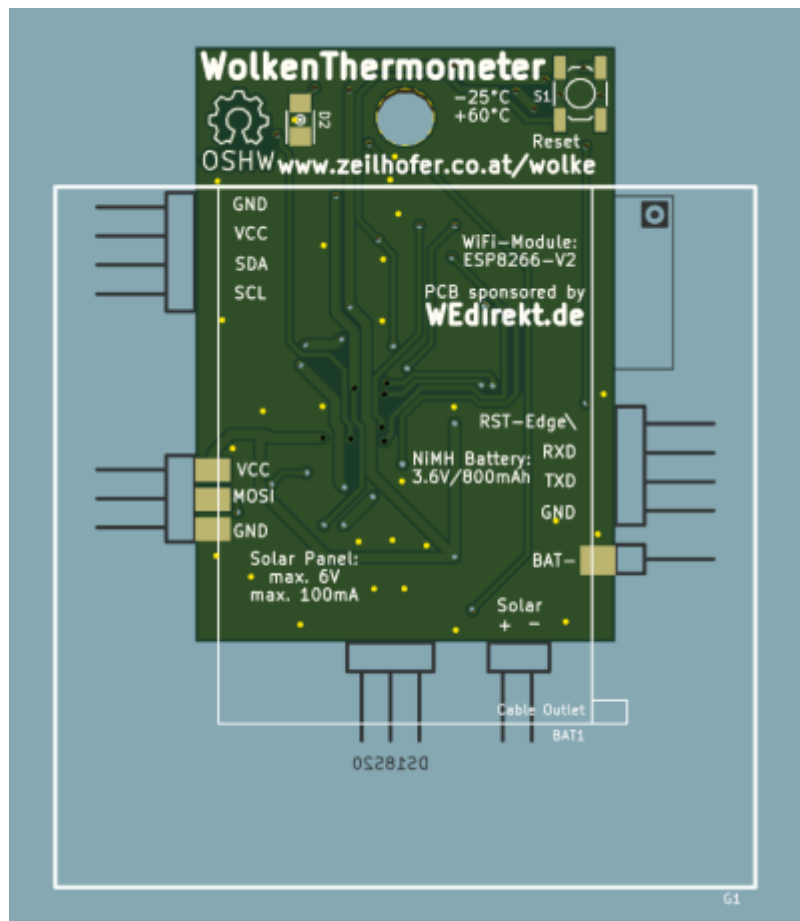 WolkenThermometer
D2
-25°C
+60°C
S1
Reset
OSHW
www.zeilhofer.co.at/wolke
GND
VCC
SDA
SCL
WiFi-Module:
ESP8266-V2
PCB sponsored by
WEdirekt.de
RST-Edge\
RXD
TXD
GND
BAT-
NiMH Battery:
3.6V/800mAh
VCC
MOSI
GND
Solar Panel:
max. 6V
max. 100mA
Solar
+ -
Cable Outlet
BAT1
DS18S20
G1